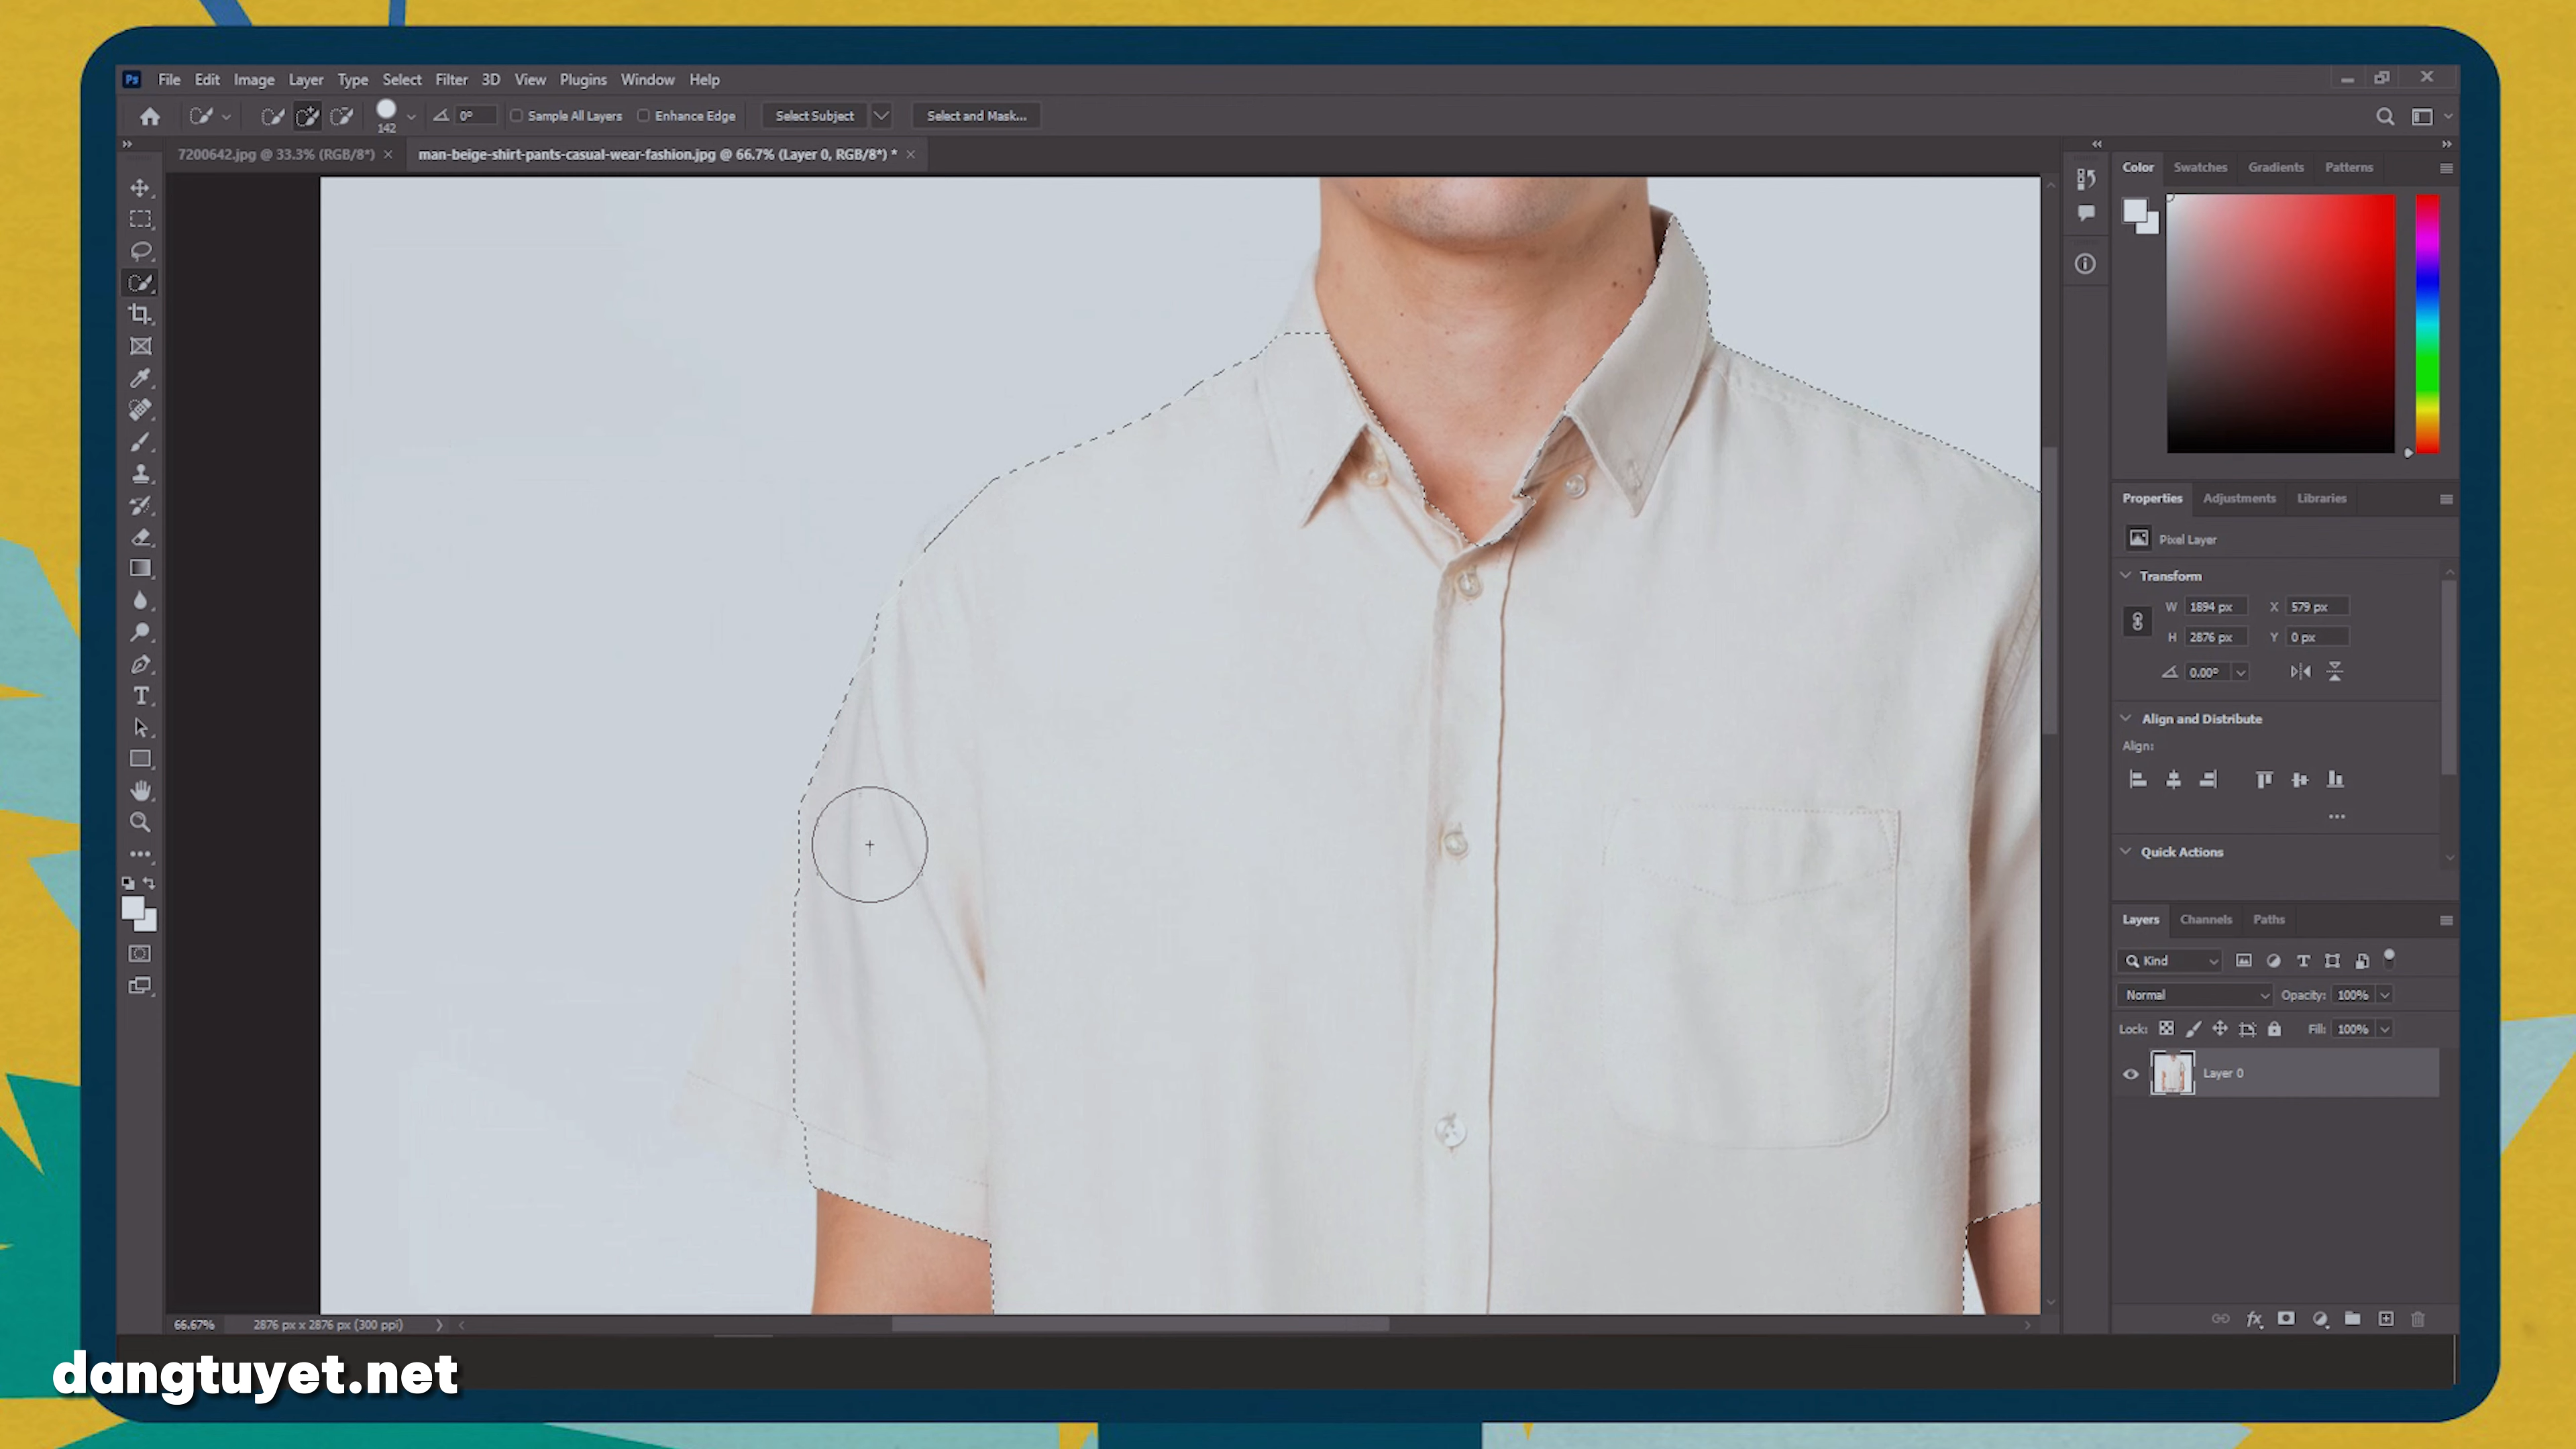 Ps File Edit Image Layer Type Select Filter 3D View Plugins Window Help
142 0° Sample All Layers Enhance Edge Select Subject Select and Mask...
7200642.jpg @ 33.3% (RGB/8*) × man-beige-shirt-pants-casual-wear-fashion.jpg @ 66.7% (Layer 0, RGB/8*) * ×
Color Swatches Gradients Patterns
Properties Adjustments Libraries
Pixel Layer
Transform
W 1894 px X 579 px
H 2876 px Y 0 px
0.00°
Align and Distribute
Align:
Quick Actions
Layers Channels Paths
Kind
Normal Opacity: 100%
Lock: Fill: 100%
Layer 0
66.67% 2876 px x 2876 px (300 ppi)
dangtuyet.net